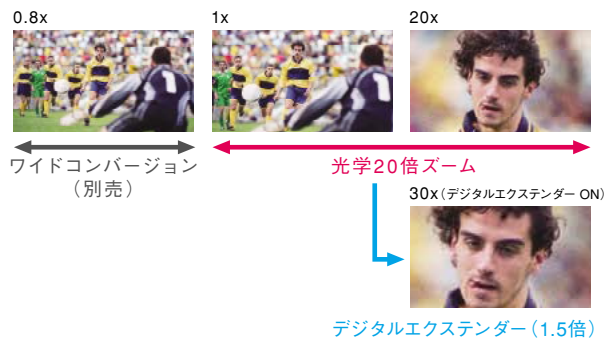 0.8x
1x
20x
ワイドコンバージョン
（別売）
光学20倍ズーム
30x（デジタルエクステンダー ON）
デジタルエクステンダー（1.5倍）
1
1